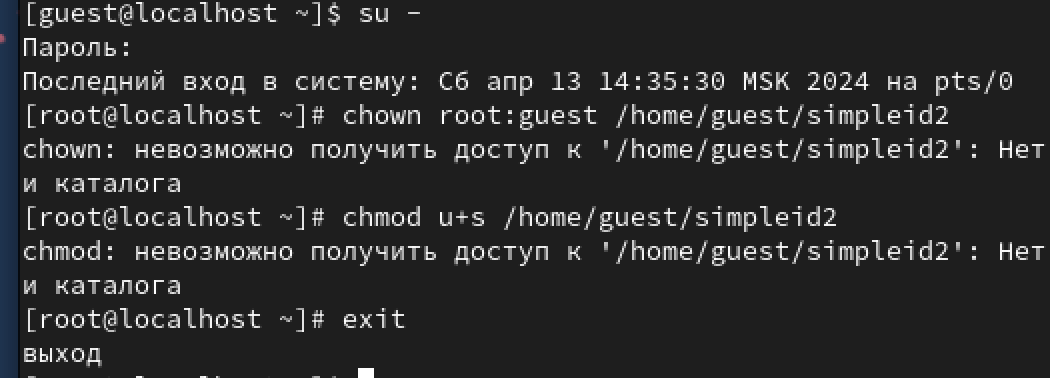 [guest@localhost ~]$ su -
Пароль:
Последний вход в систему: Сб апр 13 14:35:30 MSK 2024 на pts/0
[root@localhost ~]# chown root:guest /home/guest/simpleid2
chown: невозможно получить доступ к '/home/guest/simpleid2': Нет
и каталога
[root@localhost ~]# chmod u+s /home/guest/simpleid2
chmod: невозможно получить доступ к '/home/guest/simpleid2': Нет
и каталога
[root@localhost ~]# exit
выход